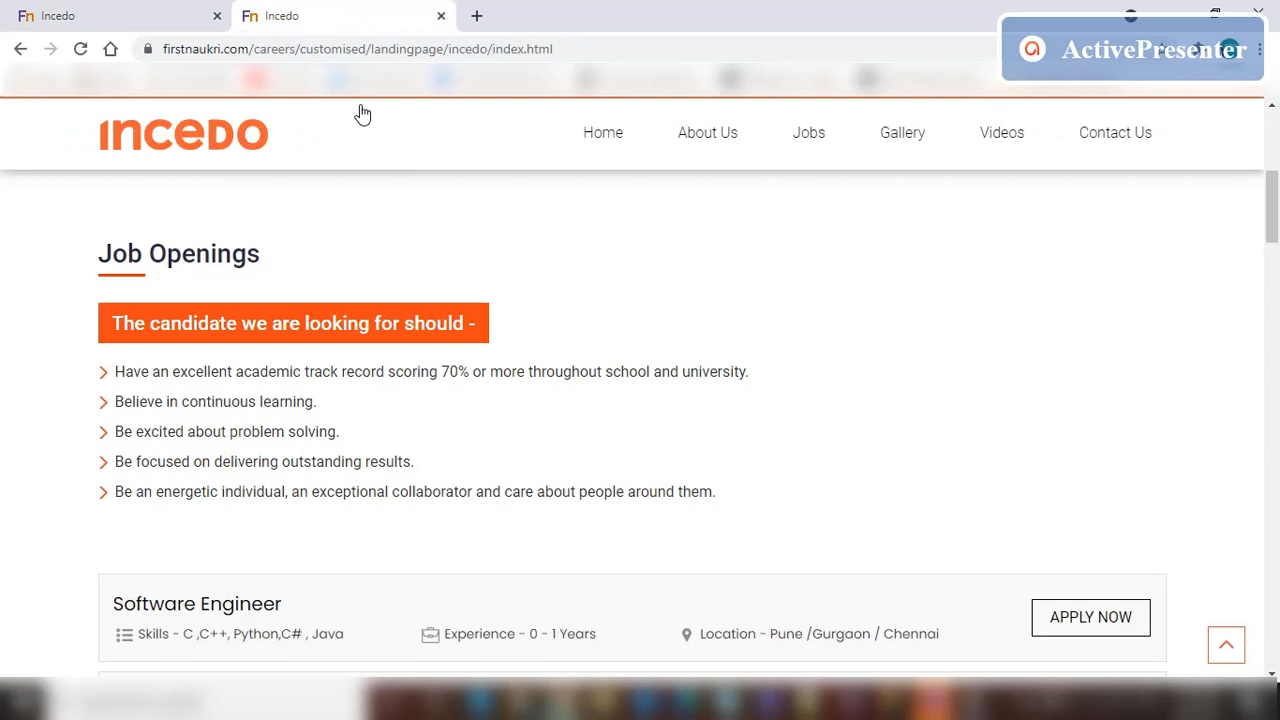 Fn Incedo
Fn Incedo
firstnaukri.com/careers/customised/landingpage/incedo/index.html
ActivePresenter
INCEDO
Home About Us Jobs Gallery Videos Contact Us
Job Openings
The candidate we are looking for should -
Have an excellent academic track record scoring 70% or more throughout school and university.
Believe in continuous learning.
Be excited about problem solving.
Be focused on delivering outstanding results.
Be an energetic individual, an exceptional collaborator and care about people around them.
Software Engineer
Skills - C ,C++, Python,C# , Java Experience - 0 - 1 Years Location - Pune /Gurgaon / Chennai
APPLY NOW